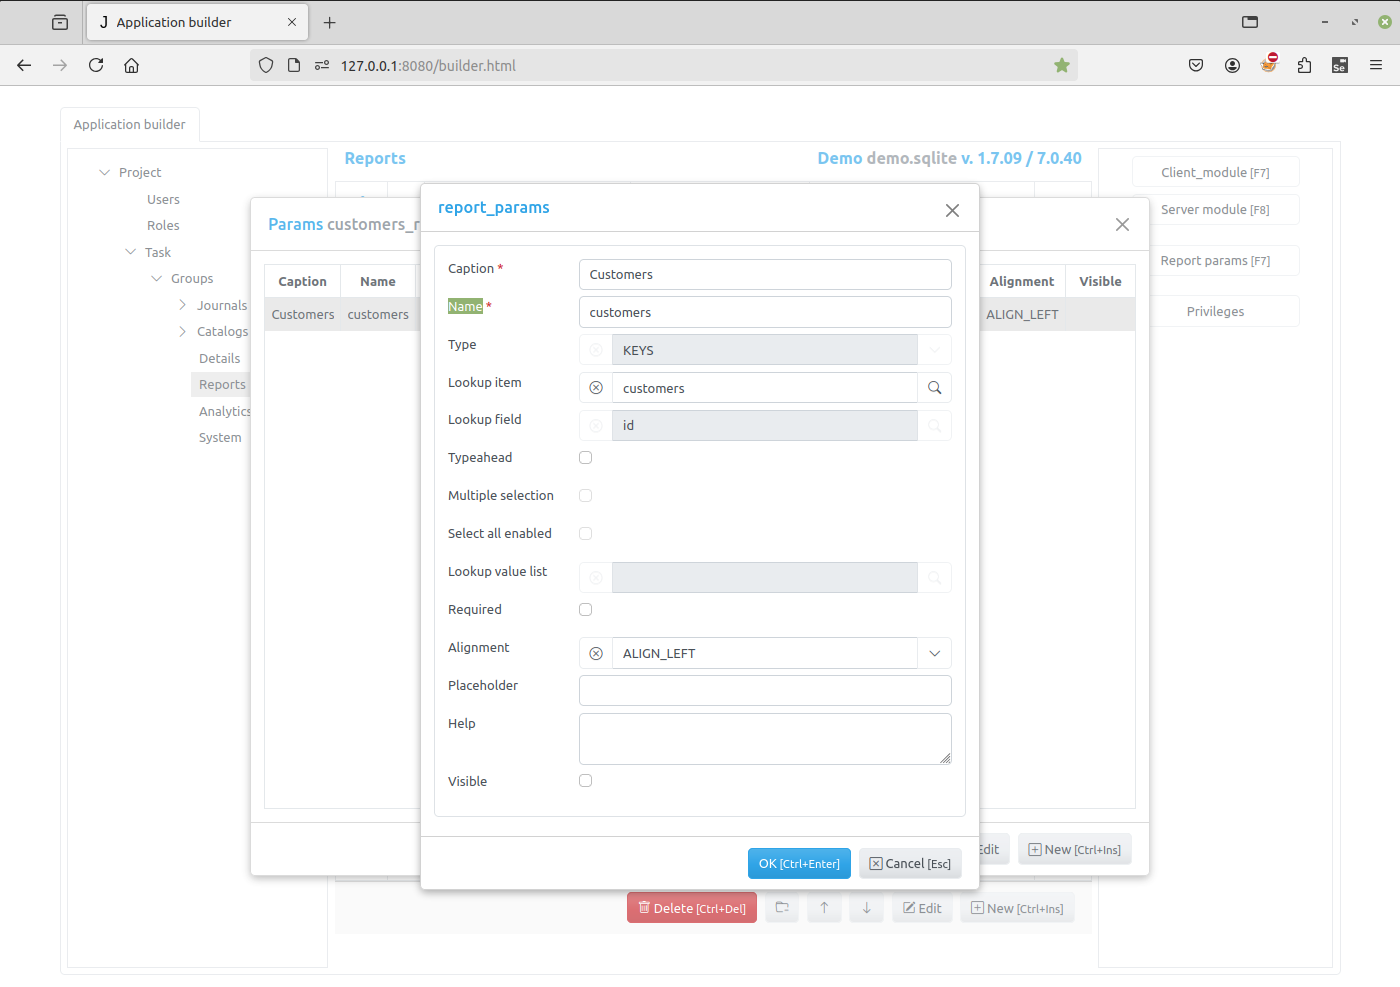 J Application builder
127.0.0.1:8080/builder.html
Se
Application builder
Project
Users
Roles
Task
Groups
Journals
Catalogs
Details
Reports
Analytics
System
Reports
Demo demo.sqlite v. 1.7.09 / 7.0.40
Client_module [F7]
Server module [F8]
Report params [F7]
Privileges
Params customers_r
Caption Name Alignment Visible
Customers customers ALIGN_LEFT
report_params
Caption * Customers
Name * customers
Type KEYS
Lookup item customers
Lookup field id
Typeahead
Multiple selection
Select all enabled
Lookup value list
Required
Alignment ALIGN_LEFT
Placeholder
Help
Visible
OK [Ctrl+Enter] Cancel [Esc]
Edit New [Ctrl+Ins]
Delete [Ctrl+Del] Edit New [Ctrl+Ins]